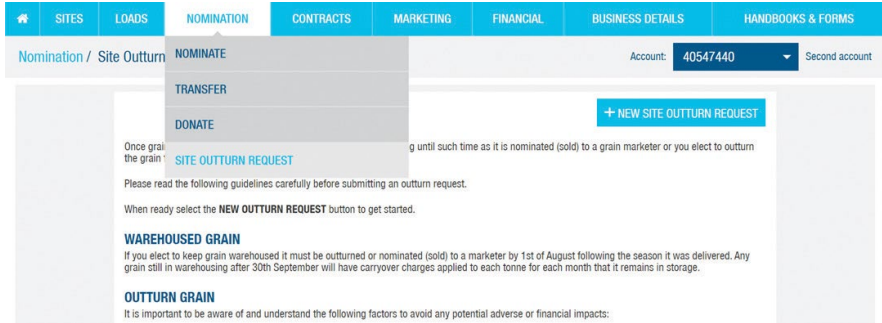 SITES LOADS NOMINATION CONTRACTS MARKETING FINANCIAL BUSINESS DETAILS HANDBOOKS & FORMS
Nomination / Site Outturn
Account: 40547440 Second account
NOMINATE
TRANSFER
DONATE
SITE OUTTURN REQUEST
+ NEW SITE OUTTURN REQUEST
Once until such time as it is nominated (sold) to a grain marketer or you elect to outturn
the grain
Please read the following guidelines carefully before submitting an outturn request.
When ready select the NEW OUTTURN REQUEST button to get started.
WAREHOUSED GRAIN
If you elect to keep grain warehoused it must be outturned or nominated (sold) to a marketer by 1st of August following the season it was delivered. Any
grain still in warehousing after 30th September will have carryover charges applied to each tonne for each month that it remains in storage.
OUTTURN GRAIN
It is important to be aware of and understand the following factors to avoid any potential adverse or financial impacts: